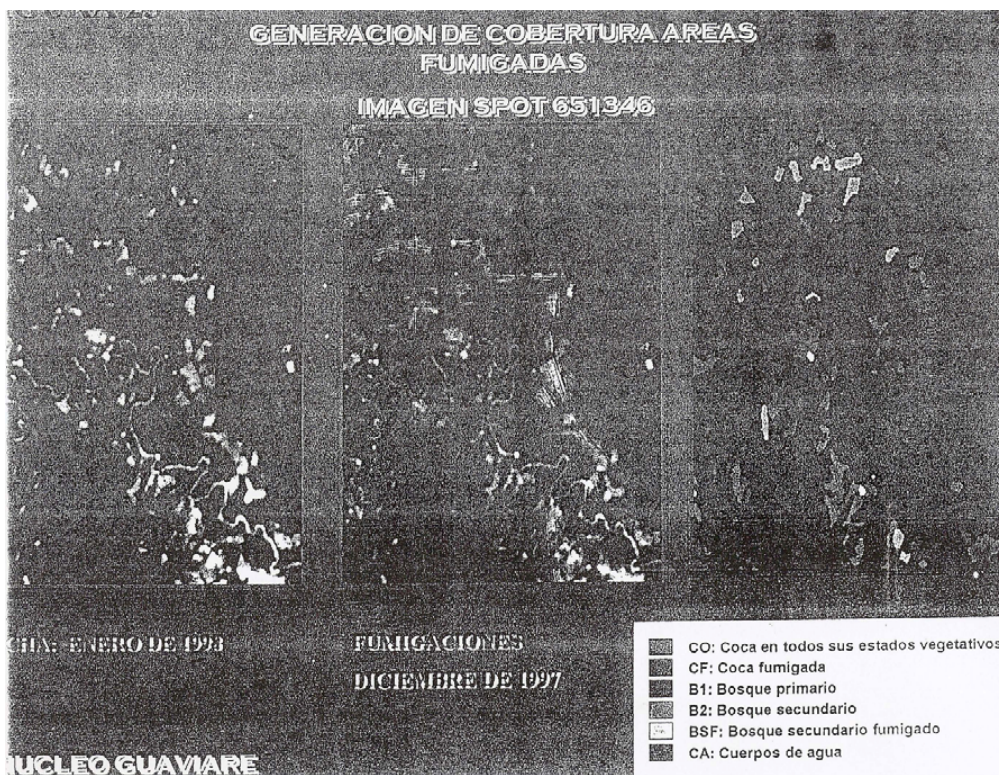 GENERACION DE COBERTURA AREAS
FUMIGADAS
IMAGEN SPOT 651346
ENERO DE 1998
FUMIGACIONES
DICIEMBRE DE 1997
CO: Coca en todos sus estados vegetativos
CF: Coca fumigada
B1: Bosque primario
B2: Bosque secundario
BSF: Bosque secundario fumigado
CA: Cuerpos de agua
UCLEO GUAVIARE